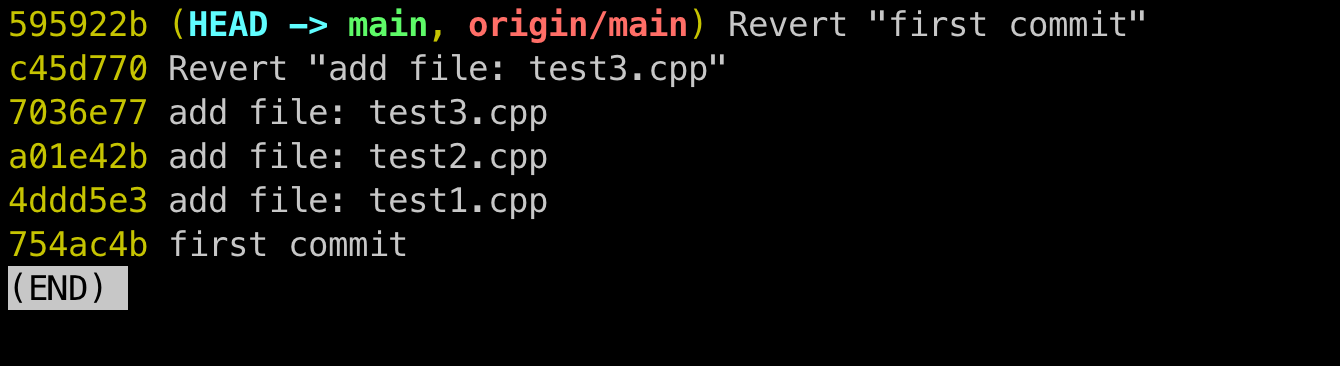 595922b (HEAD -> main, origin/main) Revert "first commit"
c45d770 Revert "add file: test3.cpp"
7036e77 add file: test3.cpp
a01e42b add file: test2.cpp
4ddd5e3 add file: test1.cpp
754ac4b first commit
(END)